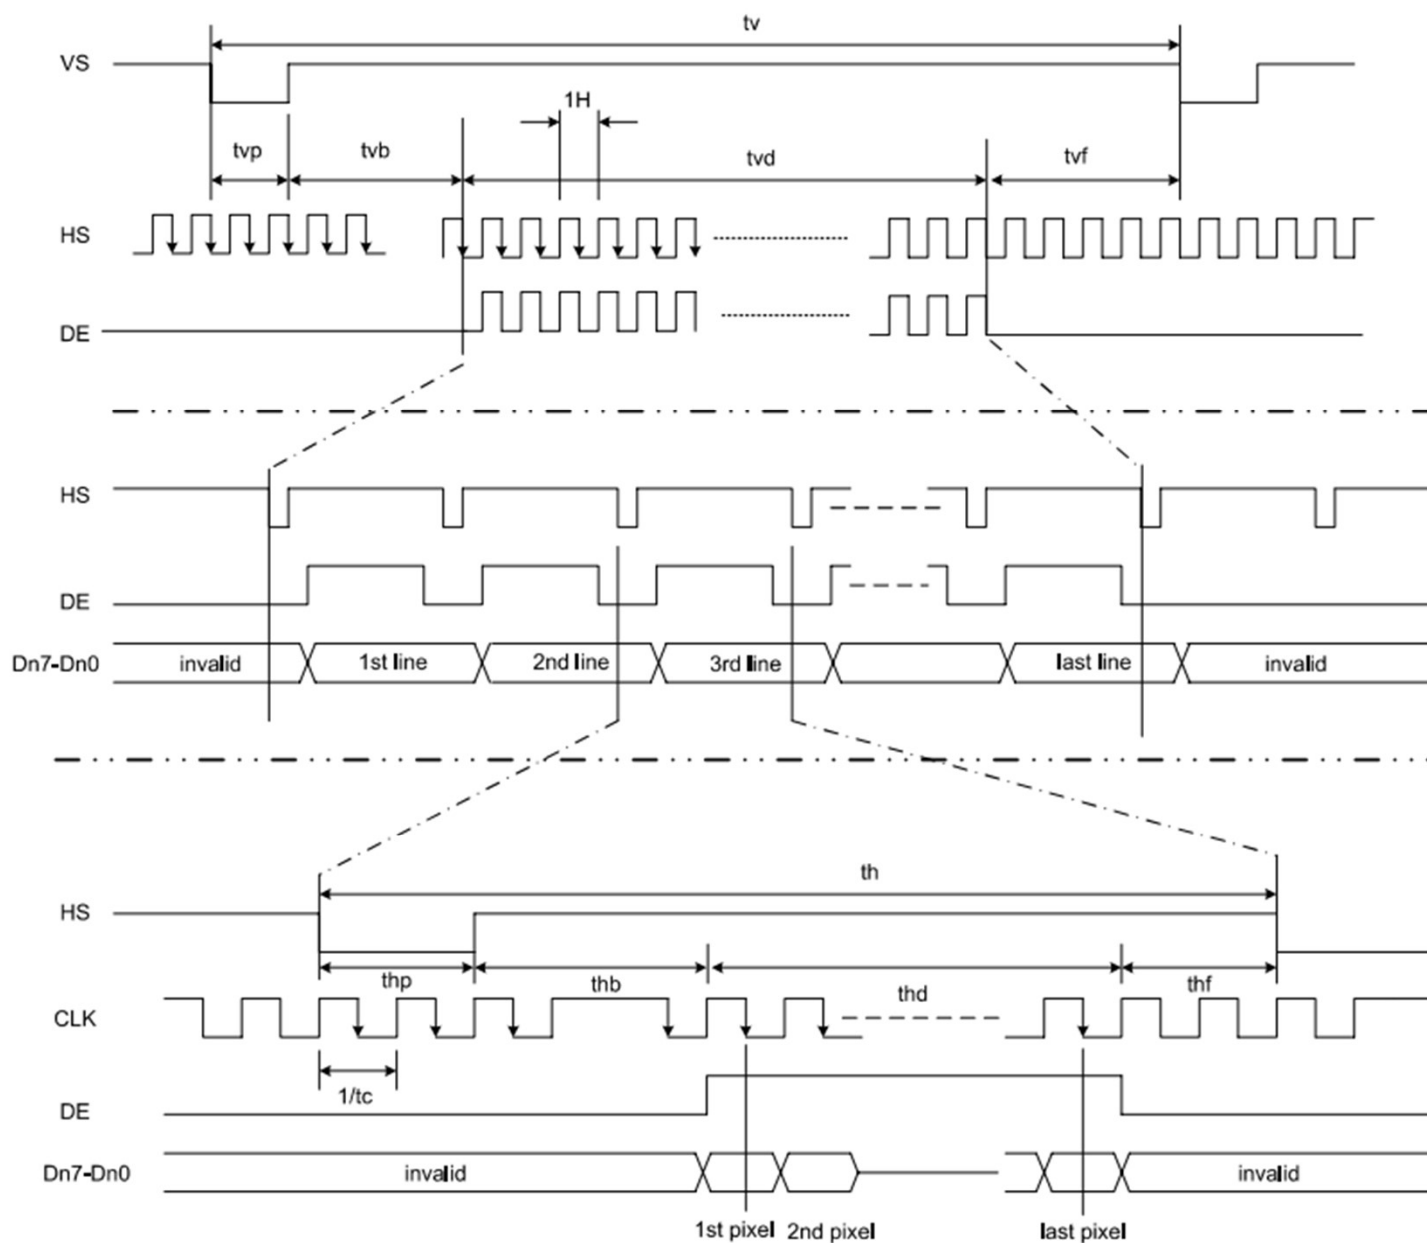 tv
VS
1H
tvp
tvb
tvd
tvf
HS
DE
HS
DE
Dn7-Dn0
invalid
1st line
2nd line
3rd line
last line
invalid
th
HS
thp
thb
thd
thf
CLK
1/tc
DE
Dn7-Dn0
invalid
invalid
1st pixel
2nd pixel
last pixel